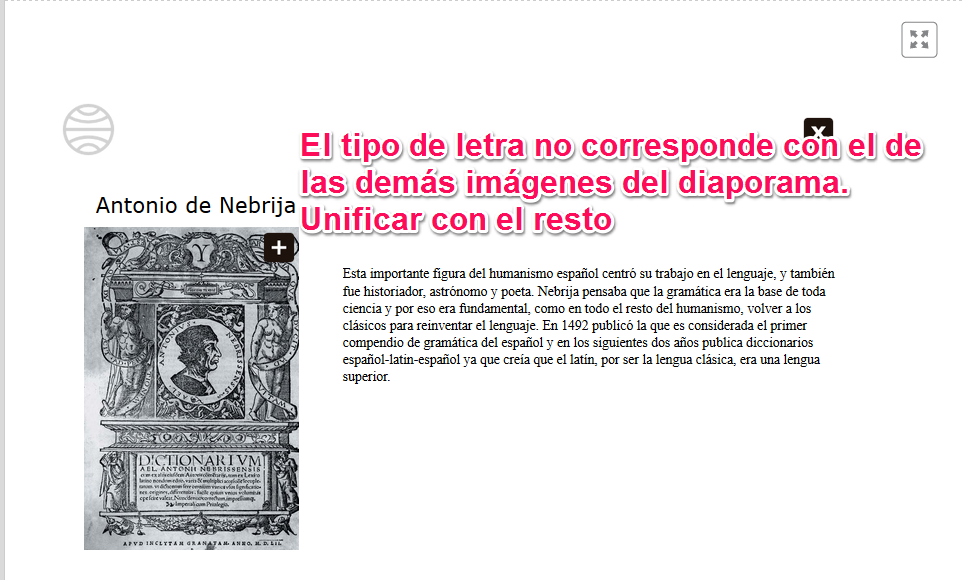 x
El tipo de letra no corresponde con el de
las demás imágenes del diaporama.
Unificar con el resto
Antonio de Nebrija
+
Esta importante figura del humanismo español centró su trabajo en el lenguaje, y también
fue historiador, astrónomo y poeta. Nebrija pensaba que la gramática era la base de toda
ciencia y por eso era fundamental, como en todo el resto del humanismo, volver a los
clásicos para reinventar el lenguaje. En 1492 publicó la que es considerada el primer
compendio de gramática del español y en los siguientes dos años publica diccionarios
español-latín-español ya que creía que el latín, por ser la lengua clásica, era una lengua
superior.
DICTIONARIVM
AEL. ANTONII NEBRISSENSIS
Imperiali cum Priuilegio.
APVD INCLYTAM GRANATAM. ANNO, M. D. LII.